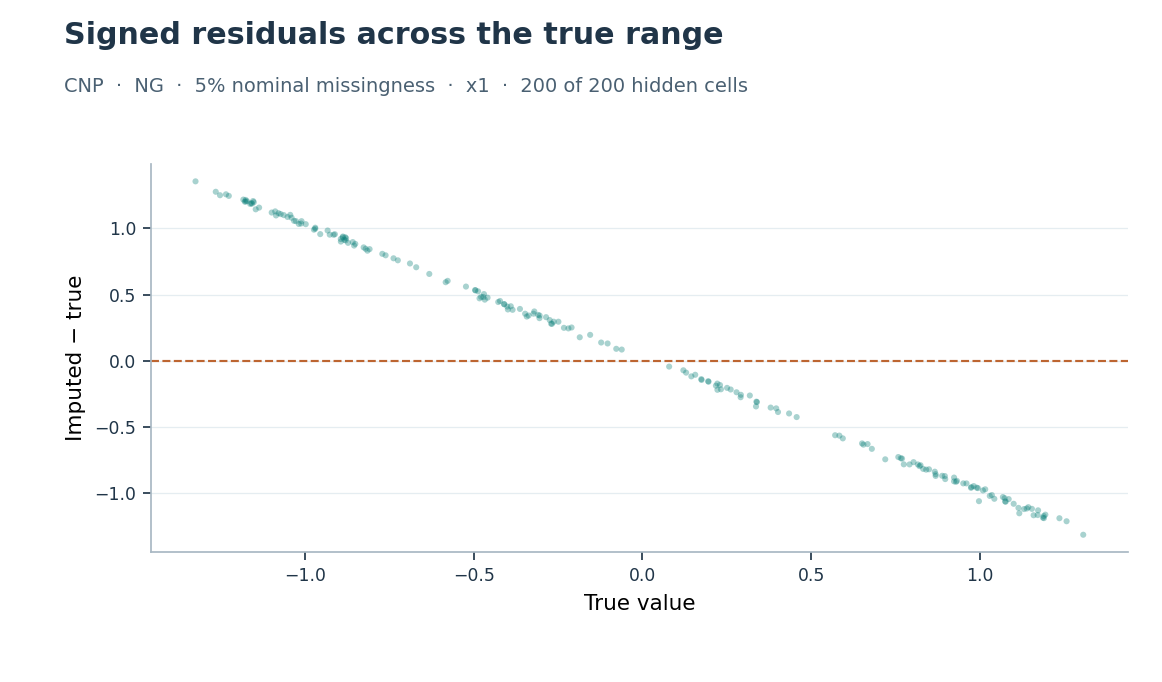 Signed residuals across the true range
CNP · NG · 5% nominal missingness · x1 · 200 of 200 hidden cells
Imputed − true
1.0
0.5
0.0
−0.5
−1.0
−1.0
−0.5
0.0
0.5
1.0
True value